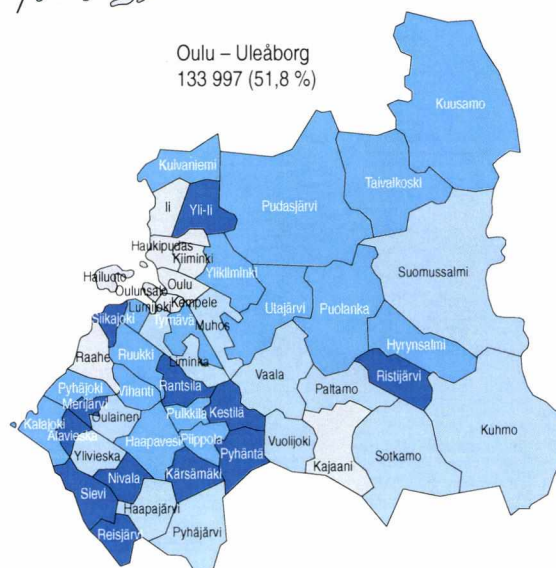 Oulu – Uleåborg
133 997 (51,8 %)
Kuusamo
Kuivaniemi
Taivalkoski
Ii
Yli-Ii
Pudasjärvi
Haukipudas
Kiiminki
Ylikiiminki
Suomussalmi
Hailuoto
Oulu
Oulunsalo
Kempele
Lumijoki
Utajärvi
Puolanka
Siikajoki
Tyrnävä
Muhos
Hyrynsalmi
Raahe
Ruukki
Liminka
Vaala
Paltamo
Ristijärvi
Pyhäjoki
Vihanti
Rantsila
Merijärvi
Oulainen
Pulkkila
Kestilä
Kalajoki
Alavieska
Haapavesi
Piippola
Vuolijoki
Kuhmo
Ylivieska
Pyhäntä
Kajaani
Sotkamo
Nivala
Kärsämäki
Sievi
Haapajärvi
Reisjärvi
Pyhäjärvi